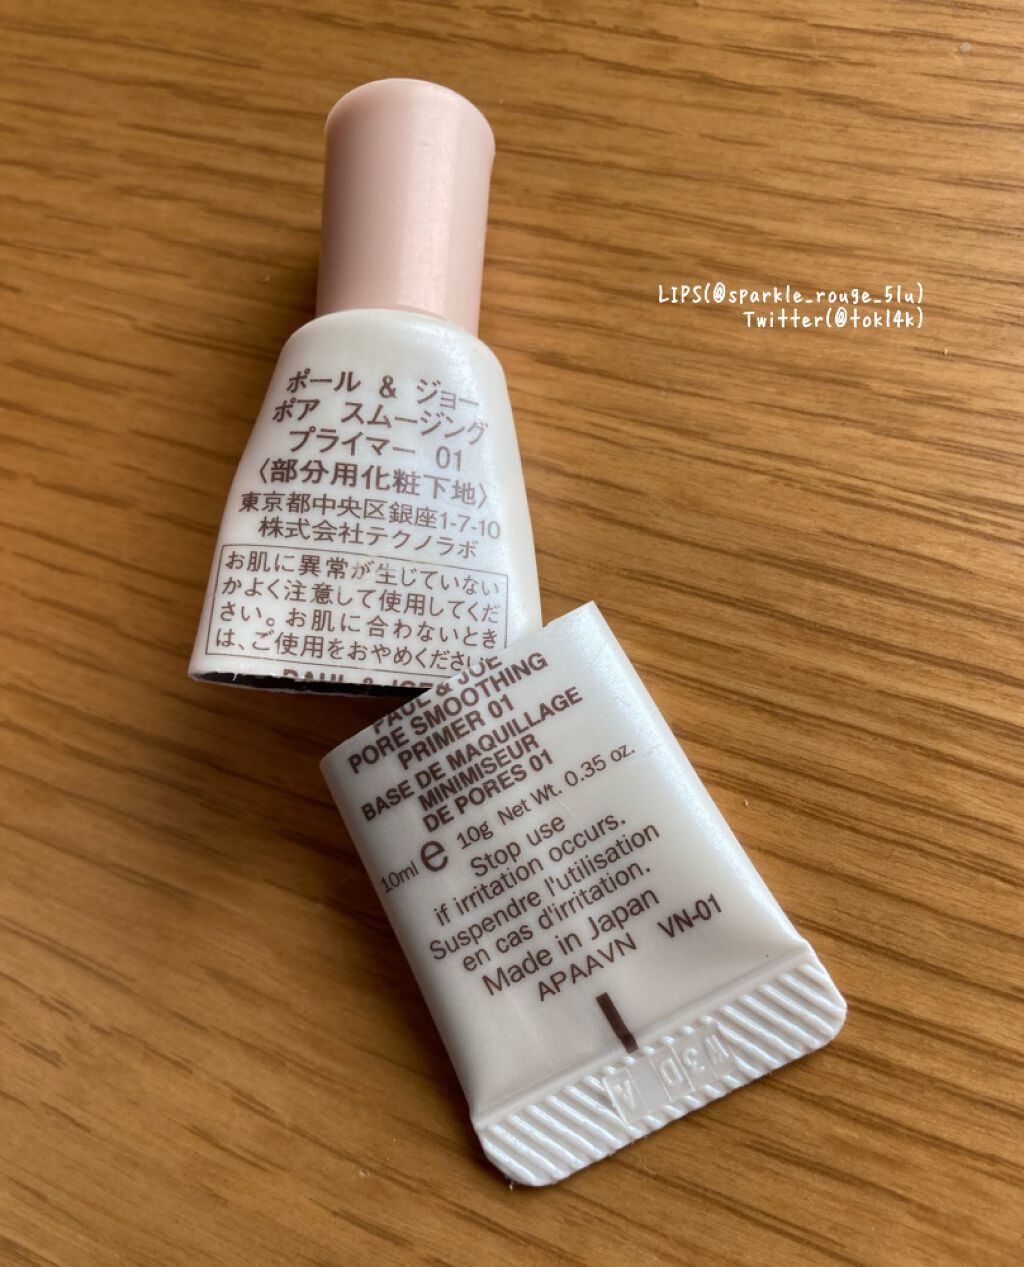 LIPS(@sparkle_rouge_5lu)
Twitter(@tokl4k)
ポール & ジョー
ポア スムージング
プライマー 01
〈部分用化粧下地〉
東京都中央区銀座1-7-10
株式会社テクノラボ
お肌に異常が生じていない
かよく注意して使用してくだ
さい。お肌に合わないとき
は、ご使用をおやめください。
PAUL & JOE
PORE SMOOTHING
PRIMER 01
BASE DE MAQUILLAGE
MINIMISEUR
DE PORES 01
10ml e 10g Net Wt. 0.35 oz.
Stop use
if irritation occurs.
Suspendre l'utilisation
en cas d'irritation.
Made in Japan
APAAVN VN-01